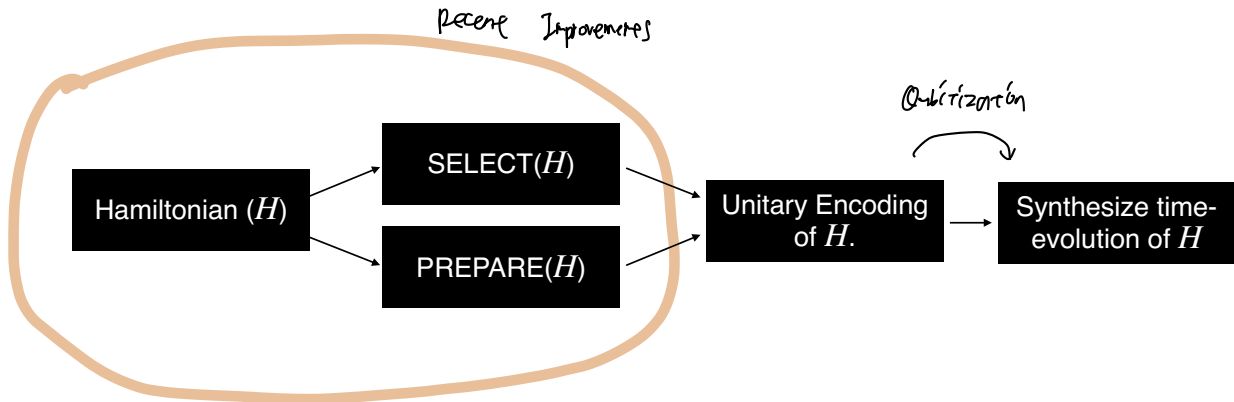 Recent Improvements
Qubitization
SELECT(H)
Hamiltonian (H)
PREPARE(H)
Unitary Encoding
of H.
Synthesize time-
evolution of H